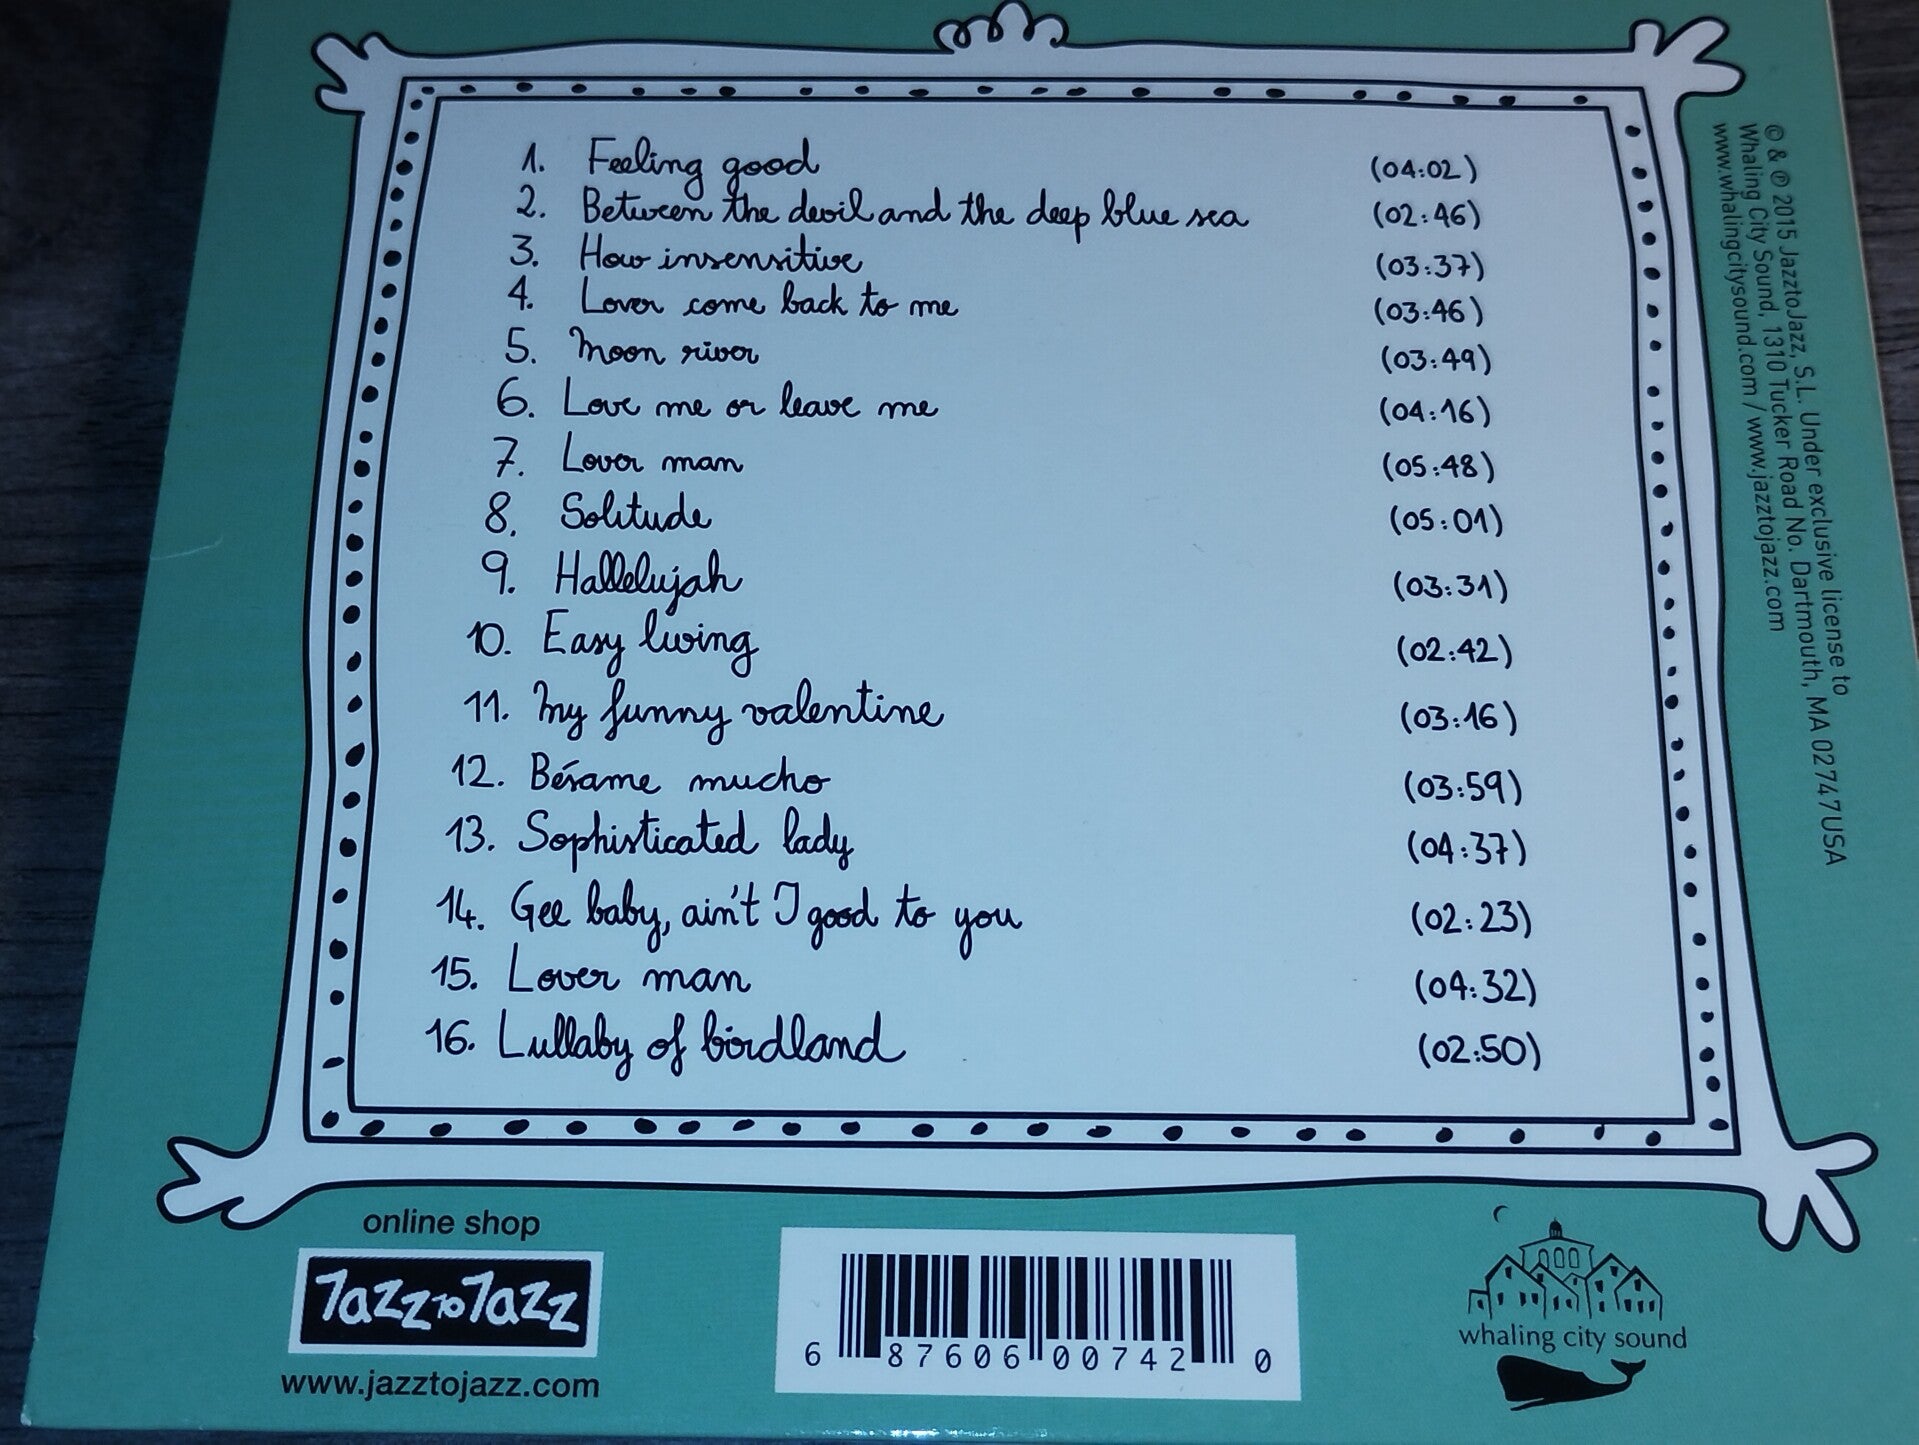 1. Feeling good (04:02)
2. Between the devil and the deep blue sea (02:46)
3. How insensitive (03:37)
4. Lover come back to me (03:46)
5. Moon river (03:49)
6. Love me or leave me (04:16)
7. Lover man (05:48)
8. Solitude (05:01)
9. Hallelujah (03:31)
10. Easy living (02:42)
11. My funny valentine (03:16)
12. Bésame mucho (03:59)
13. Sophisticated lady (04:37)
14. Gee baby, ain't I good to you (02:23)
15. Lover man (04:32)
16. Lullaby of birdland (02:50)
© & ℗ 2015 JazztoJazz, S.L. Under exclusive license to
Whaling City Sound, 1310 Tucker Road No. Dartmouth, MA 02747 USA
www.whalingcitysound.com / www.jazztojazz.com
online shop
Jazz to Jazz
www.jazztojazz.com
6 87606 00742 0
whaling city sound